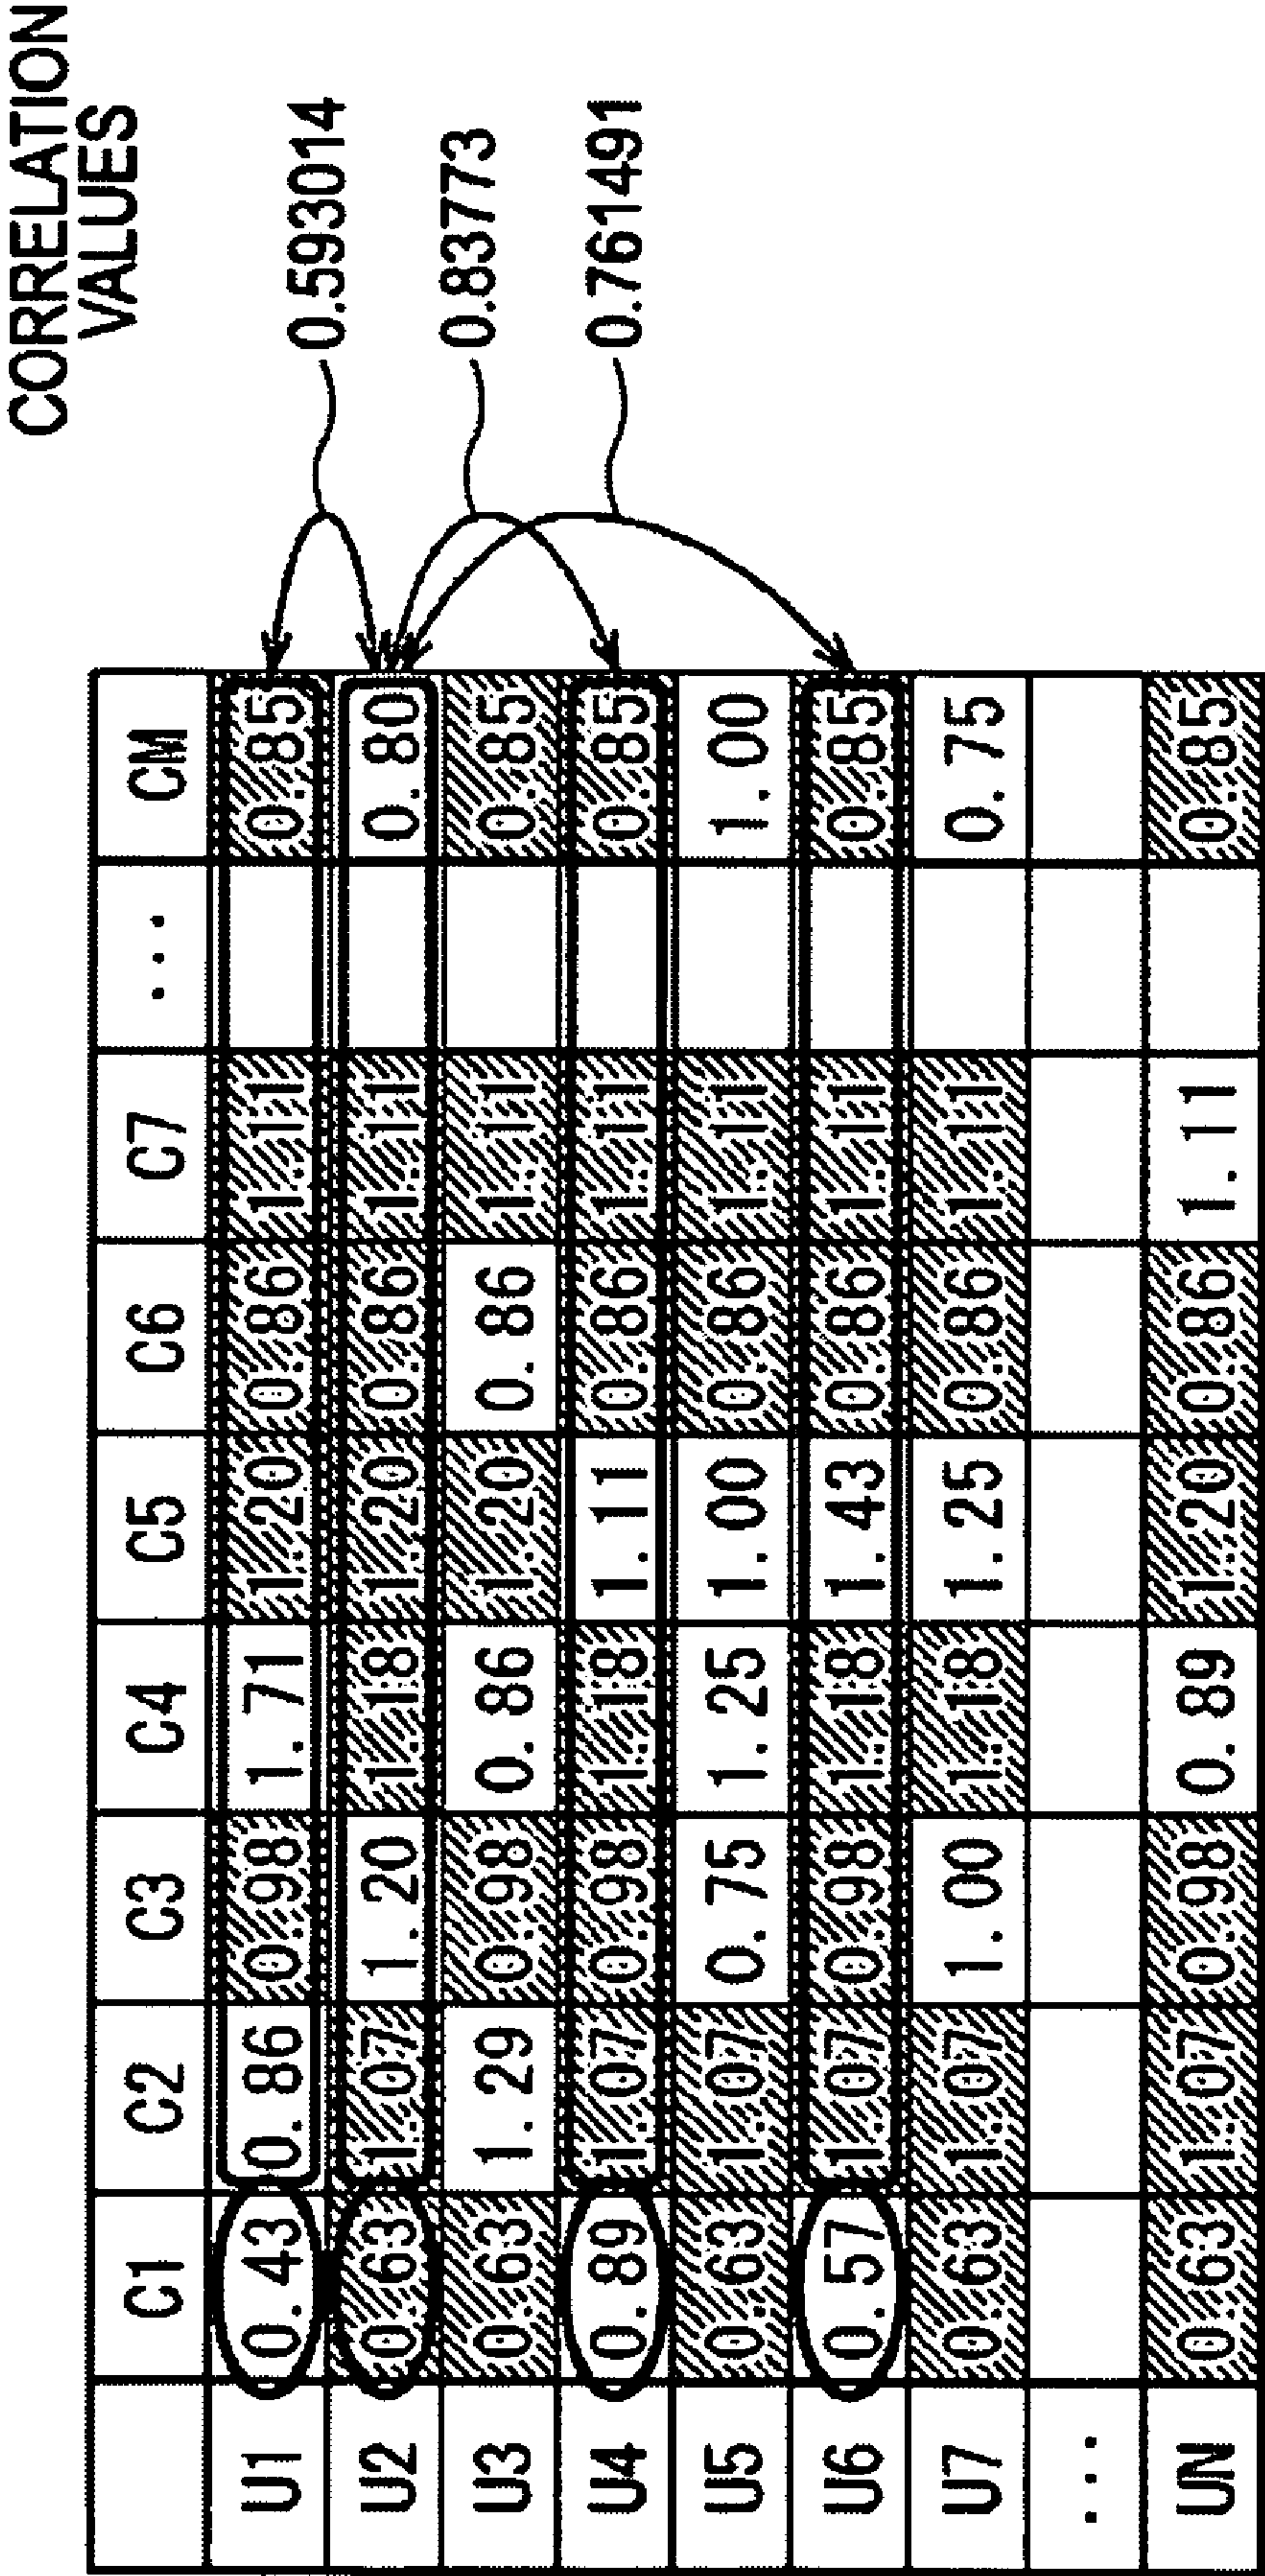 CORRELATION
VALUES
C1 C2 C3 C4 C5 C6 C7 ... CM
U1 0.43 0.86 0.98 1.71 1.20 0.86 1.11 0.85
U2 0.63 1.07 1.20 1.18 1.20 0.86 1.11 0.80
U3 0.63 1.29 0.98 0.86 1.20 0.86 1.11 0.85
U4 0.89 1.07 0.98 1.18 1.11 0.86 1.11 0.85
U5 0.63 1.07 0.75 1.25 1.00 0.86 1.11 1.00
U6 0.57 1.07 0.98 1.18 1.43 0.86 1.11 0.85
U7 0.63 1.07 1.00 1.18 1.25 0.86 1.11 0.75
...
UN 0.63 1.07 0.98 0.89 1.20 0.86 1.11 0.85
0.593014
0.83773
0.761491